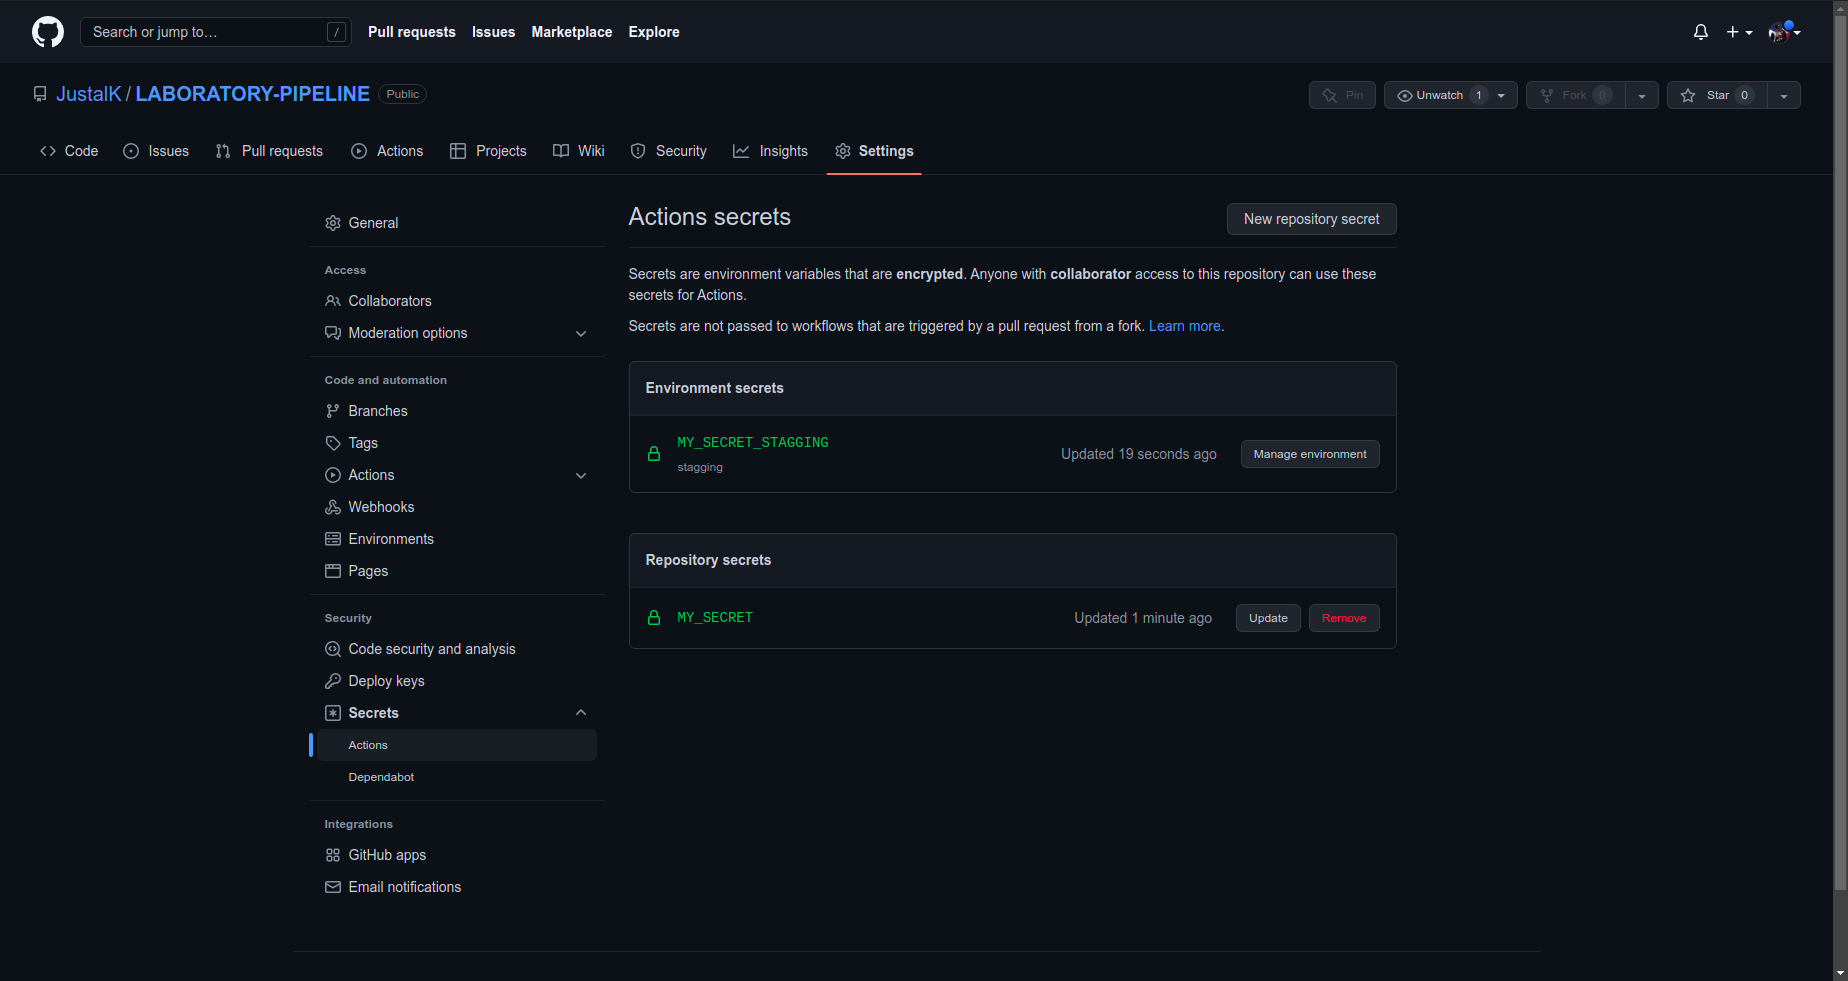 Search or jump to… /
Pull requests Issues Marketplace Explore
JustalK / LABORATORY-PIPELINE Public
Pin Unwatch 1 Fork 0 Star 0
Code Issues Pull requests Actions Projects Wiki Security Insights Settings
General
Access
Collaborators
Moderation options
Code and automation
Branches
Tags
Actions
Webhooks
Environments
Pages
Security
Code security and analysis
Deploy keys
Secrets
Actions
Dependabot
Integrations
GitHub apps
Email notifications
Actions secrets
New repository secret
Secrets are environment variables that are encrypted. Anyone with collaborator access to this repository can use these
secrets for Actions.
Secrets are not passed to workflows that are triggered by a pull request from a fork. Learn more.
Environment secrets
MY_SECRET_STAGGING
stagging
Updated 19 seconds ago
Manage environment
Repository secrets
MY_SECRET
Updated 1 minute ago
Update
Remove